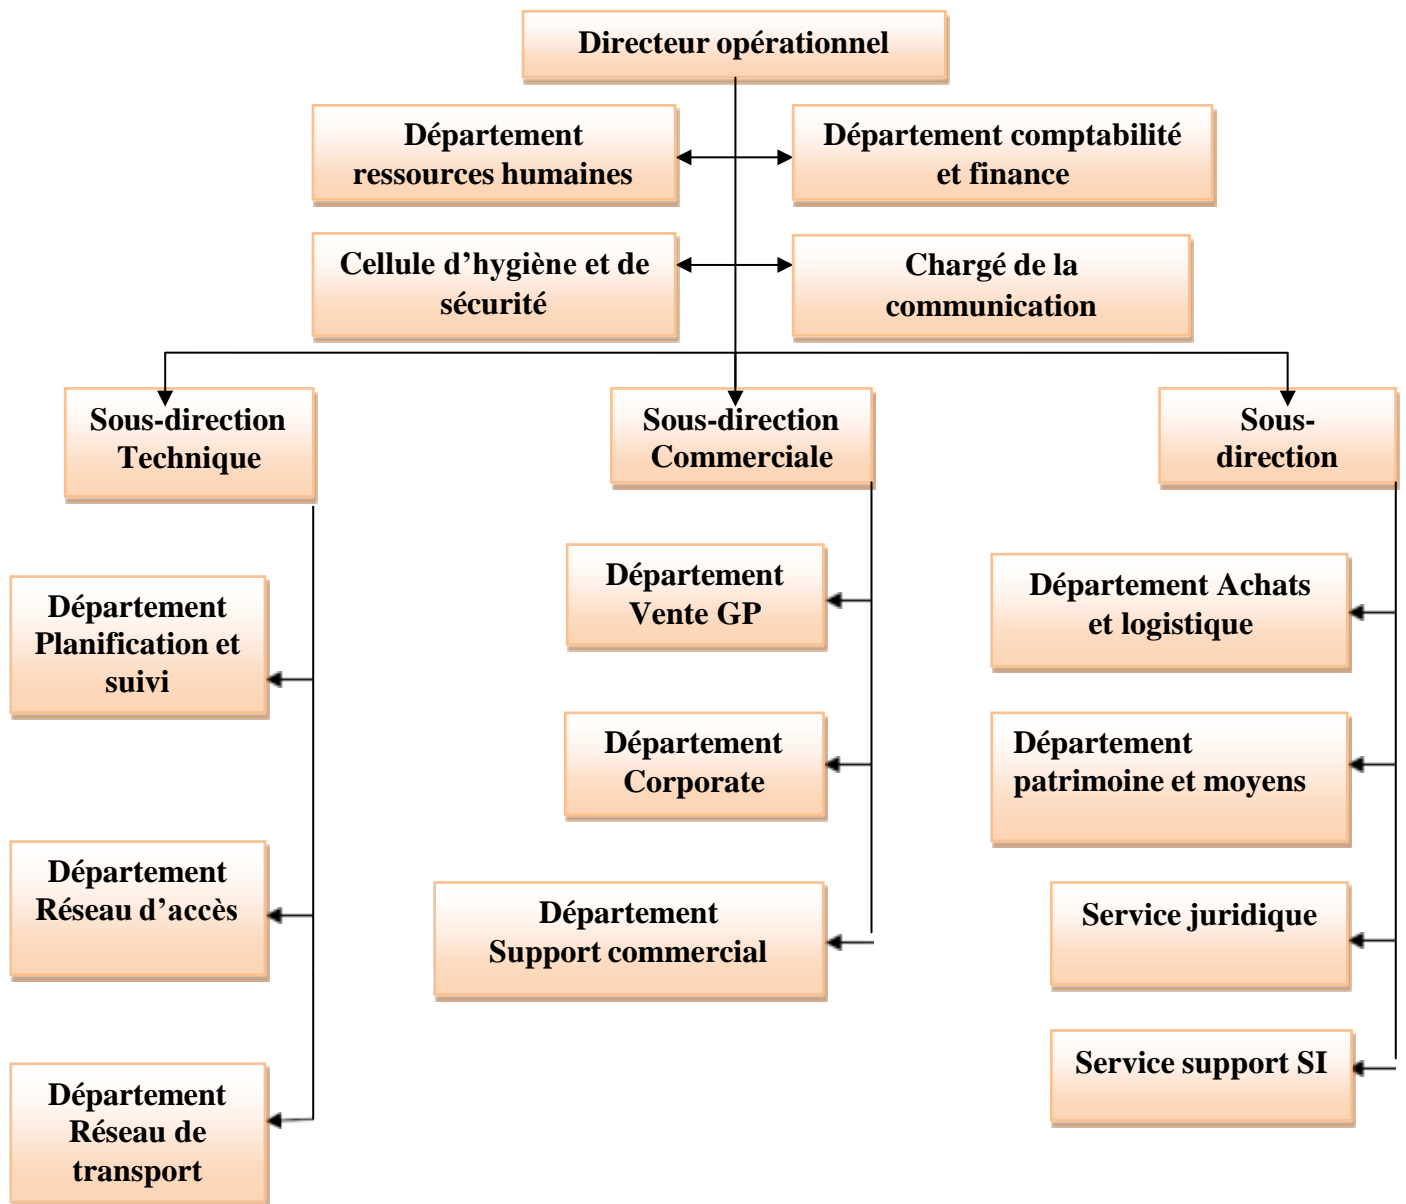 Directeur opérationnel
Département
ressources humaines
Département comptabilité
et finance
Cellule d’hygiène et de
sécurité
Chargé de la
communication
Sous-direction
Technique
Sous-direction
Commerciale
Sous-
direction
Département
Planification et
suivi
Département
Réseau d’accès
Département
Réseau de
transport
Département
Vente GP
Département
Corporate
Département
Support commercial
Département Achats
et logistique
Département
patrimoine et moyens
Service juridique
Service support SI